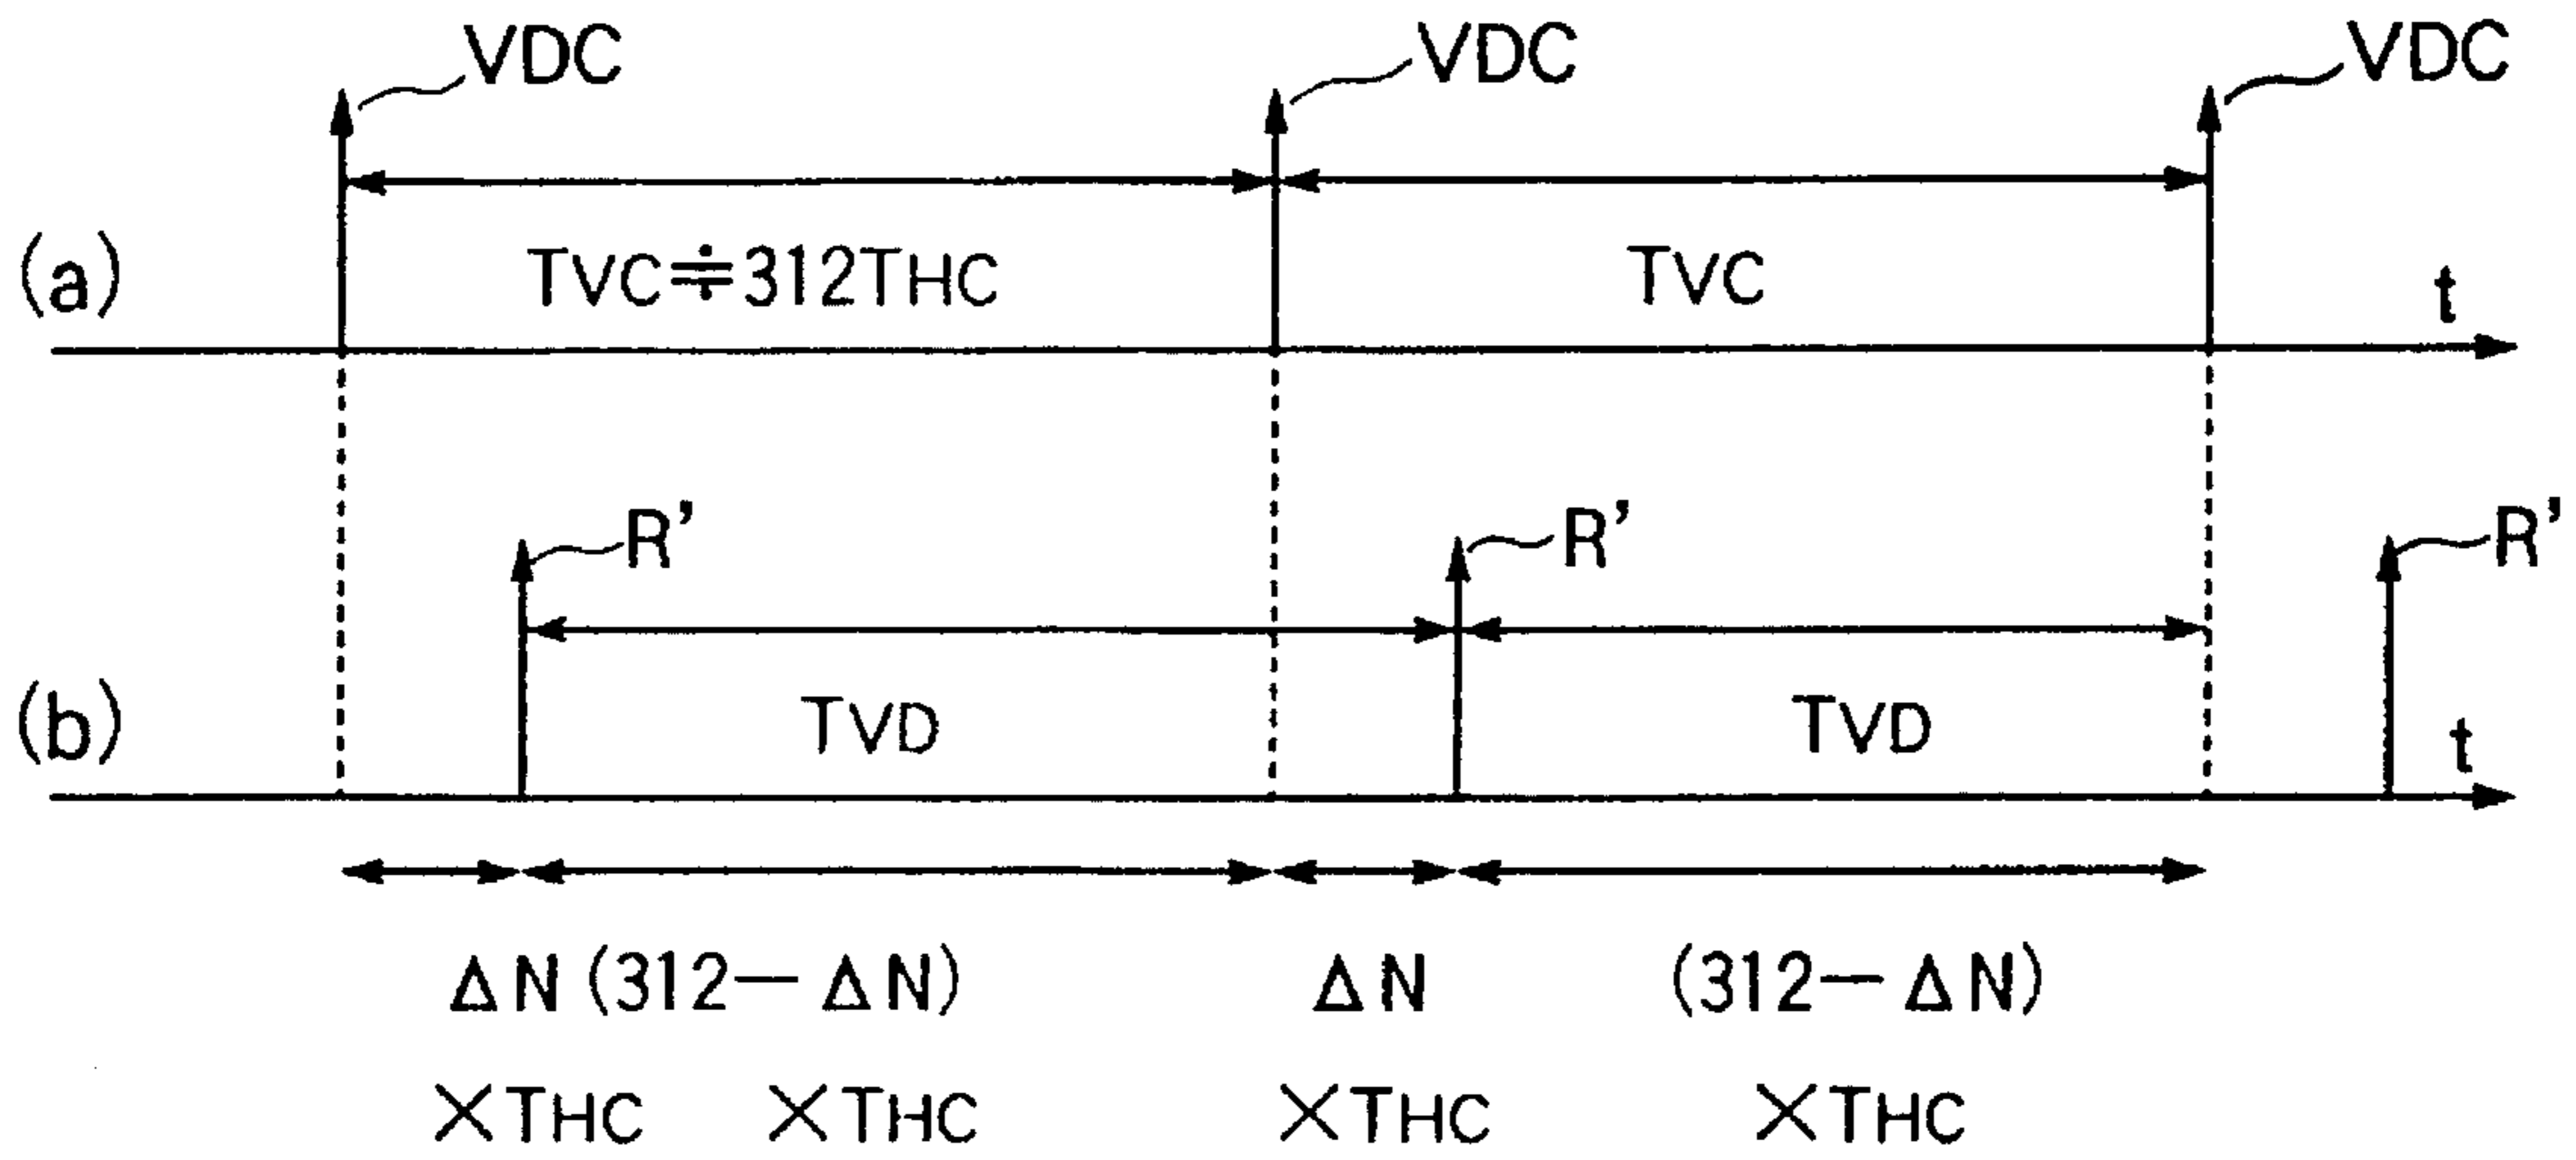 VDC VDC VDC
(a) TVC≒312THC TVC t
R' R' R'
(b) TVD TVD t
ΔN (312− ΔN) ΔN (312− ΔN)
×THC ×THC ×THC ×THC